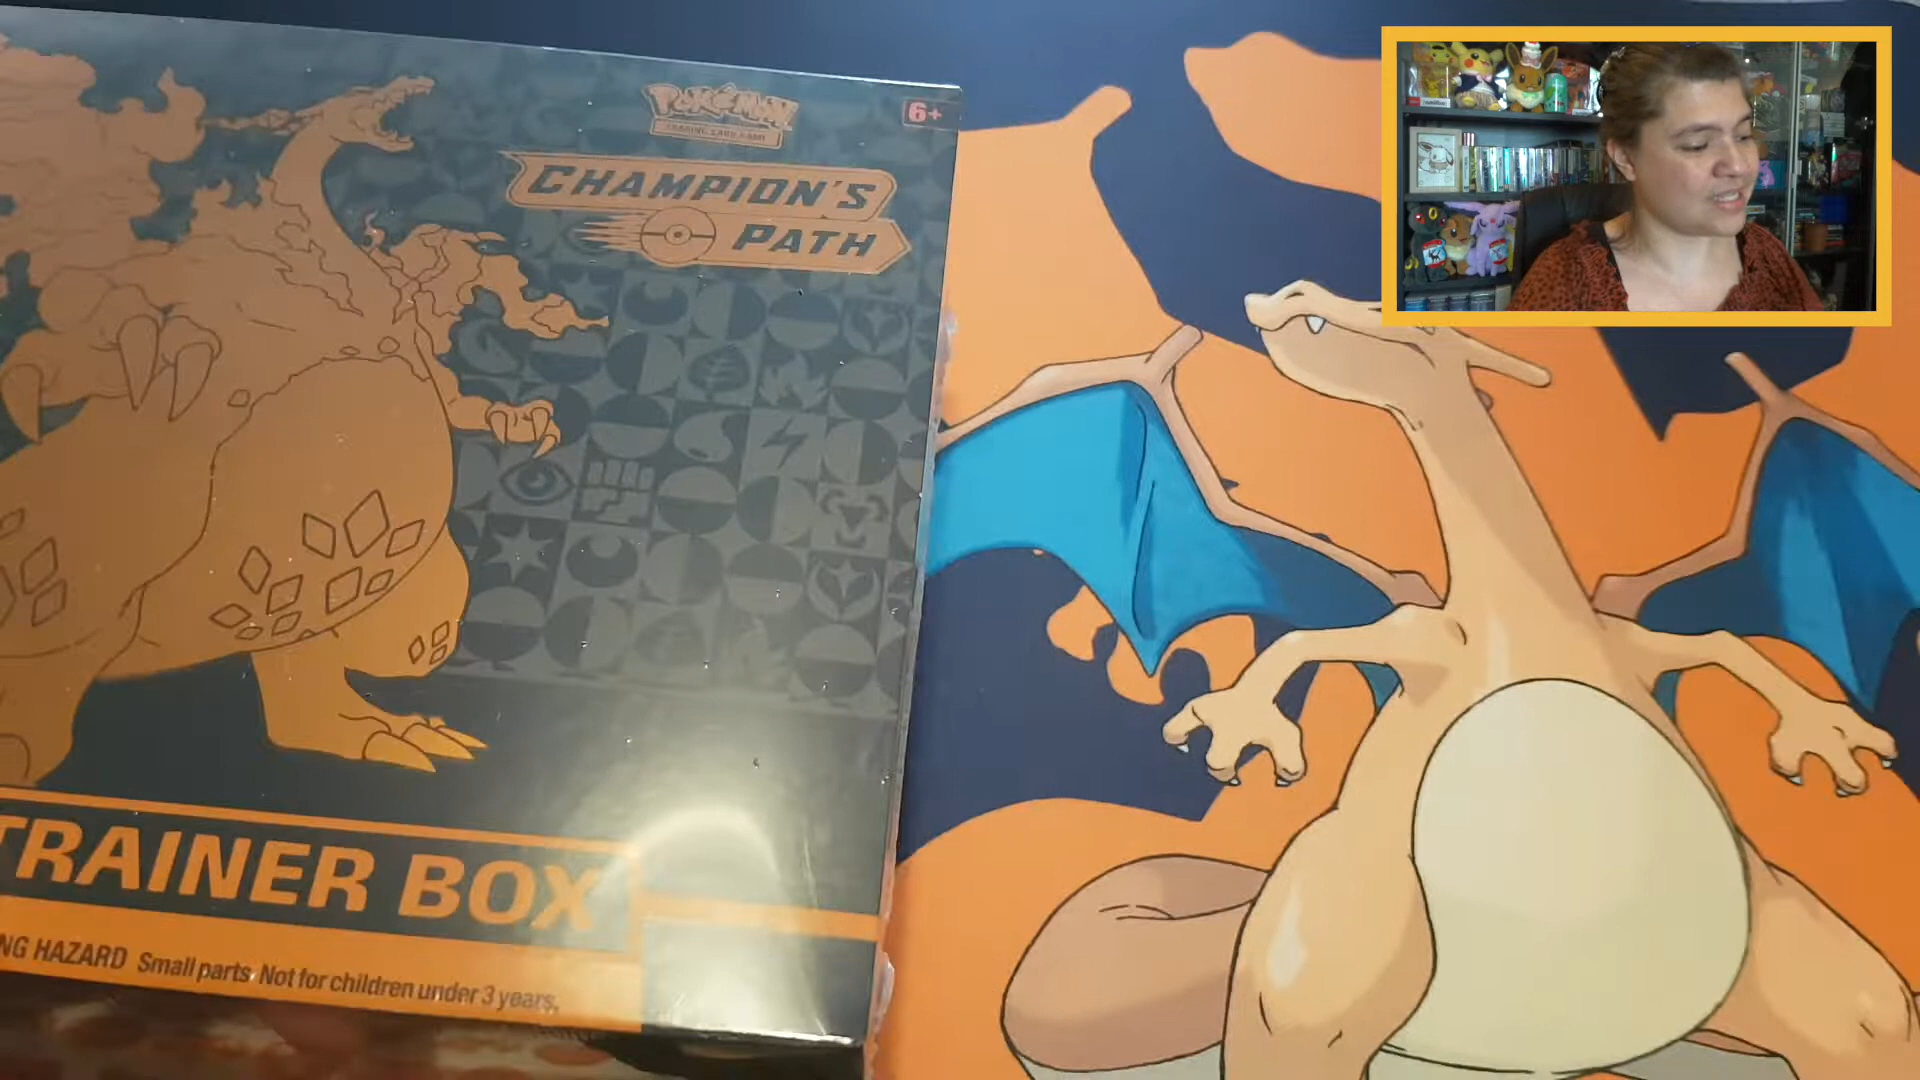 POKéMON
TRADING CARD GAME
6+
CHAMPION'S
PATH
TRAINER BOX
NG HAZARD Small parts. Not for children under 3 years.